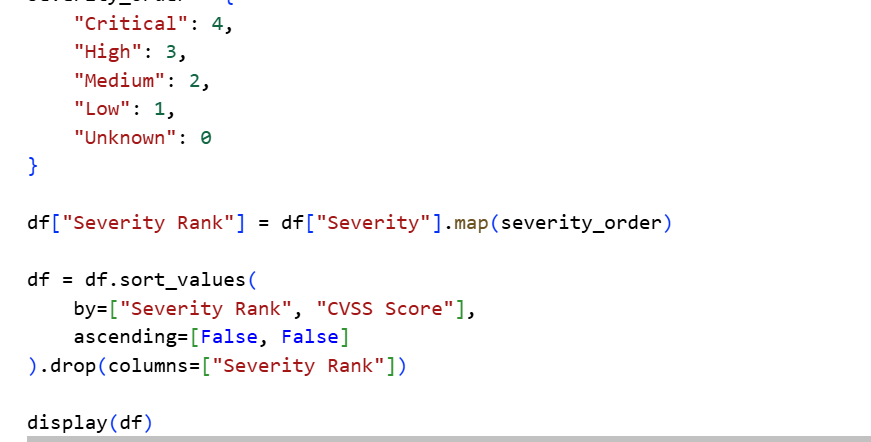 severity_order = {
    "Critical": 4,
    "High": 3,
    "Medium": 2,
    "Low": 1,
    "Unknown": 0
}

df["Severity Rank"] = df["Severity"].map(severity_order)

df = df.sort_values(
    by=["Severity Rank", "CVSS Score"],
    ascending=[False, False]
).drop(columns=["Severity Rank"])

display(df)